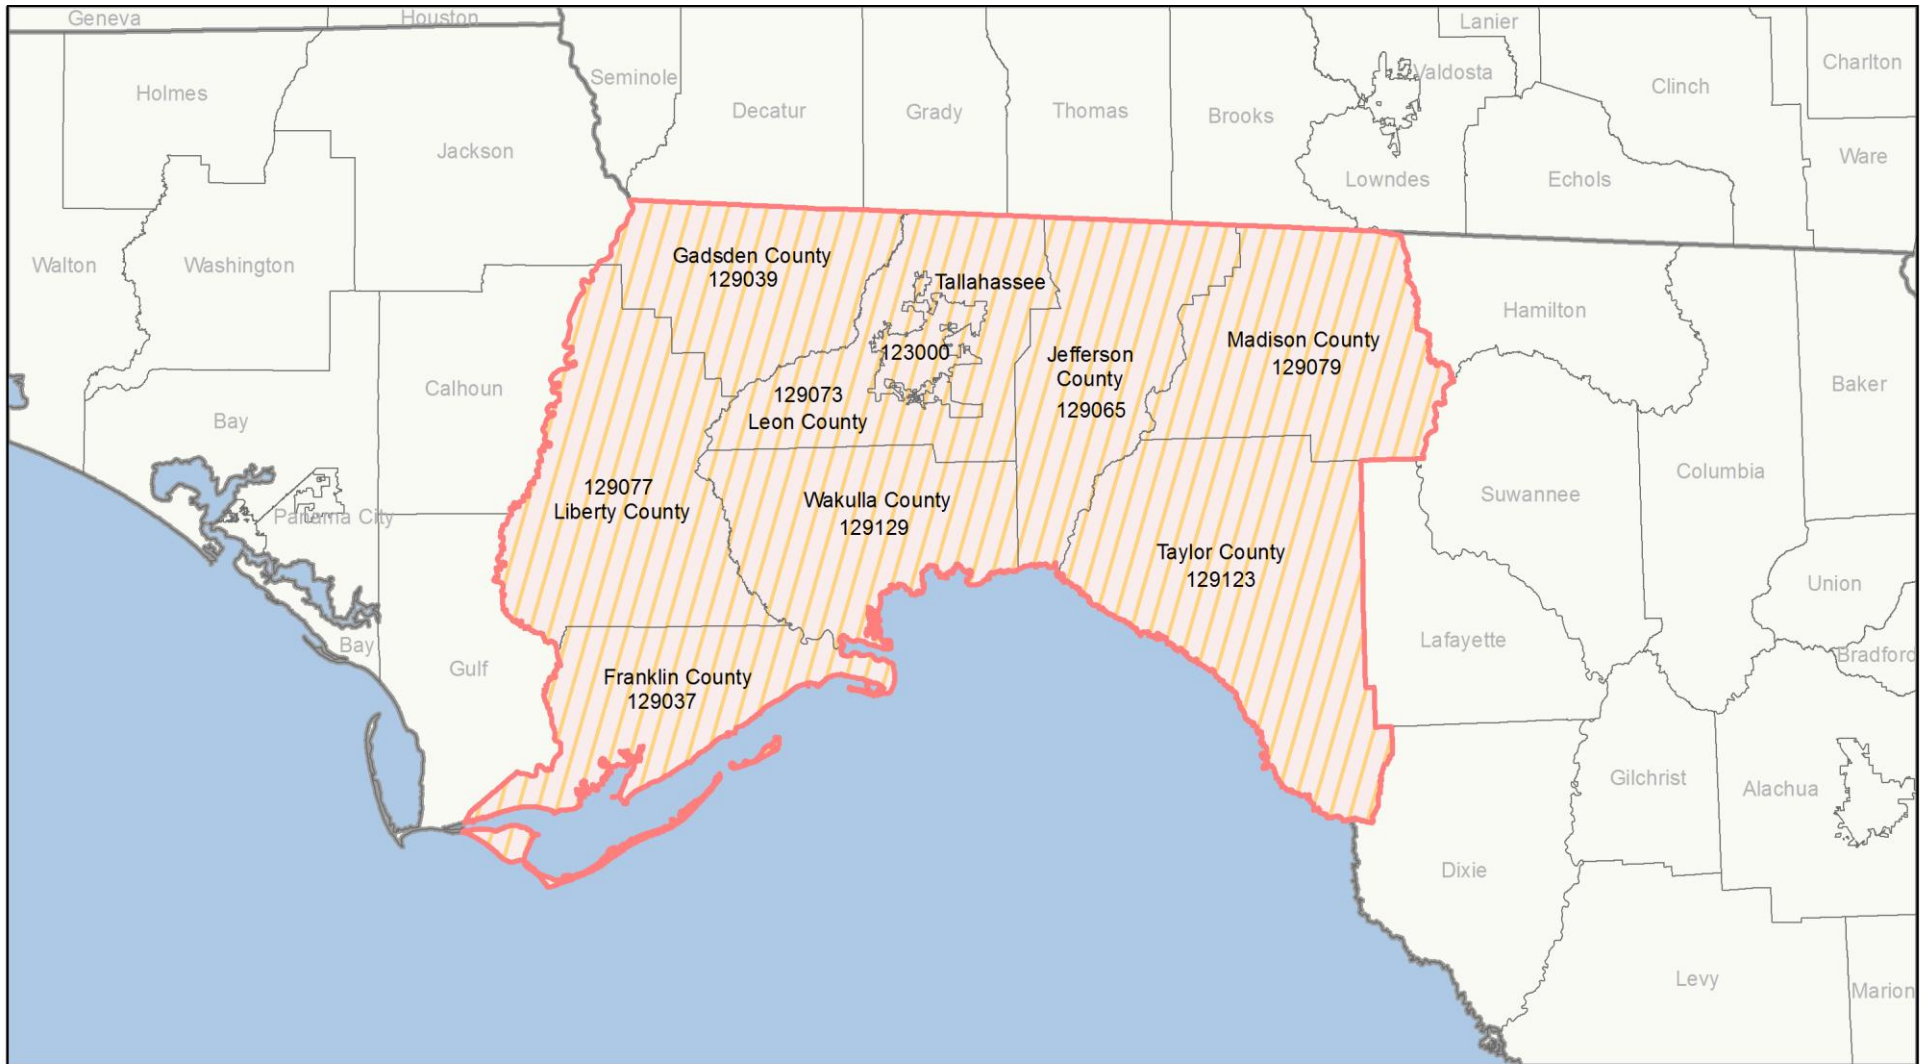 Geneva
Houston
Lanier
Holmes
Seminole
Valdosta
Charlton
Clinch
Decatur
Grady
Thomas
Brooks
Jackson
Ware
Lowndes
Echols
Walton
Washington
Gadsden County
129039
Tallahassee
Hamilton
123000
Jefferson
County
129065
Madison County
129079
Calhoun
129073
Leon County
Baker
Bay
Columbia
129077
Liberty County
Wakulla County
129129
Suwannee
Panama City
Taylor County
129123
Union
Bay
Lafayette
Bradford
Gulf
Franklin County
129037
Gilchrist
Alachua
Dixie
Levy
Marion